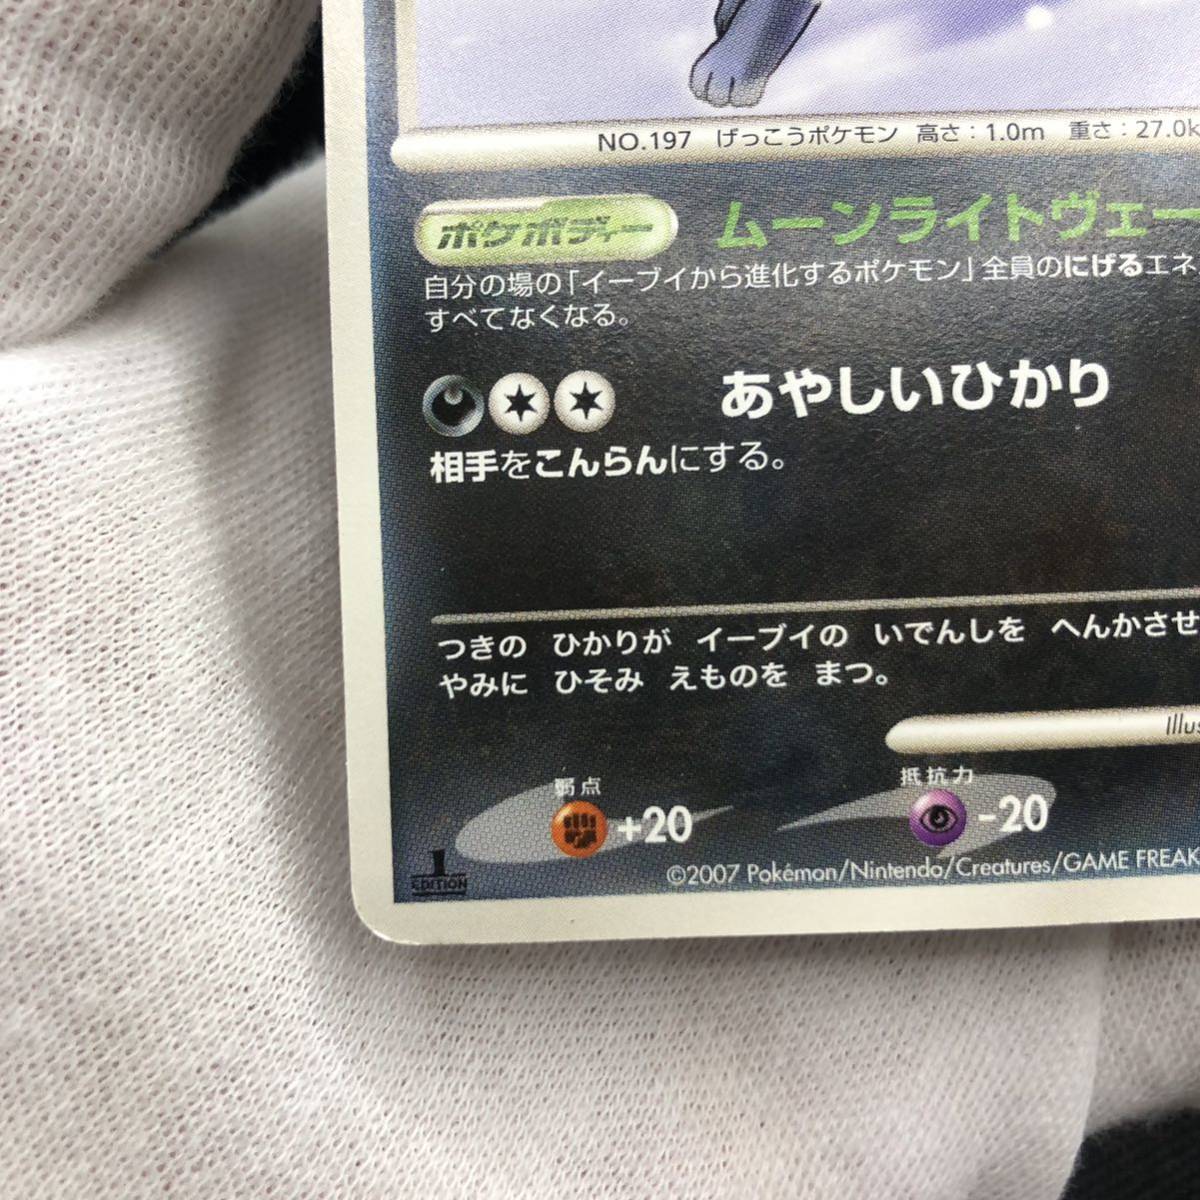 NO.197 げっこうポケモン 高さ：1.0m 重さ：27.0k
ポケボディー ムーンライトヴェー
自分の場の「イーブイから進化するポケモン」全員のにげるエネ
すべてなくなる。
あやしいひかり
相手をこんらんにする。
つきの ひかりが イーブイの いでんしを へんかさせ
やみに ひそみ えものを まつ。
Illus
弱点 +20 抵抗力 -20
1 EDITION
©2007 Pokémon/Nintendo/Creatures/GAME FREAK